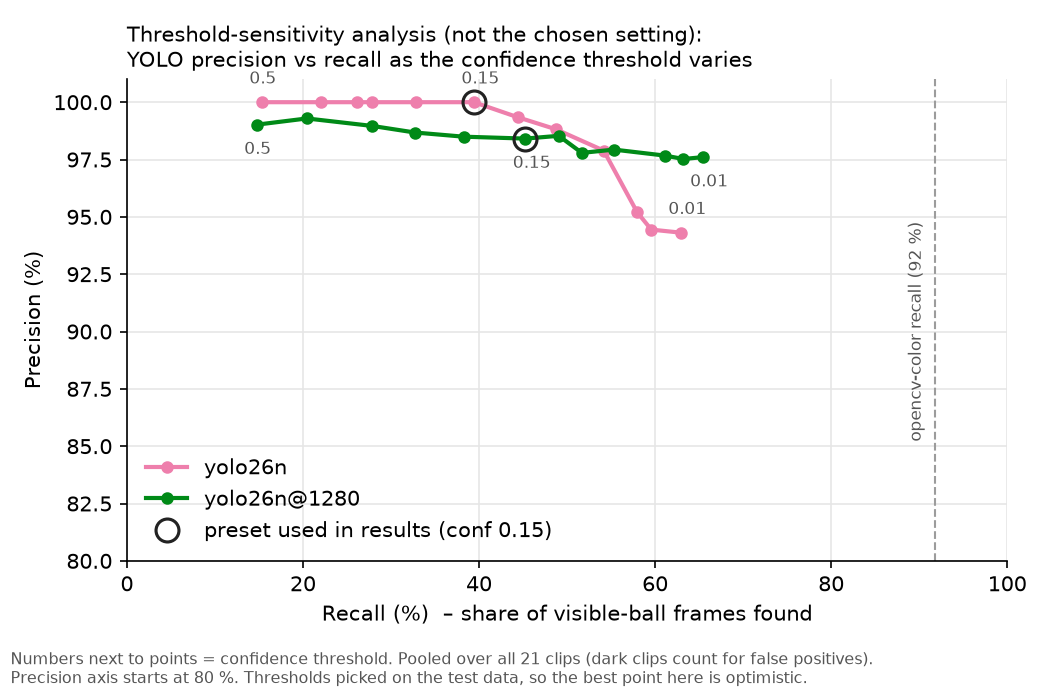 Threshold-sensitivity analysis (not the chosen setting):
YOLO precision vs recall as the confidence threshold varies
0.5
0.15
100.0
0.5
0.15
97.5
0.01
0.01
95.0
92.5
90.0
87.5
85.0
82.5
80.0
Precision (%)
opencv-color recall (92 %)
yolo26n
yolo26n@1280
preset used in results (conf 0.15)
0
20
40
60
80
100
Recall (%)  – share of visible-ball frames found
Numbers next to points = confidence threshold. Pooled over all 21 clips (dark clips count for false positives).
Precision axis starts at 80 %. Thresholds picked on the test data, so the best point here is optimistic.